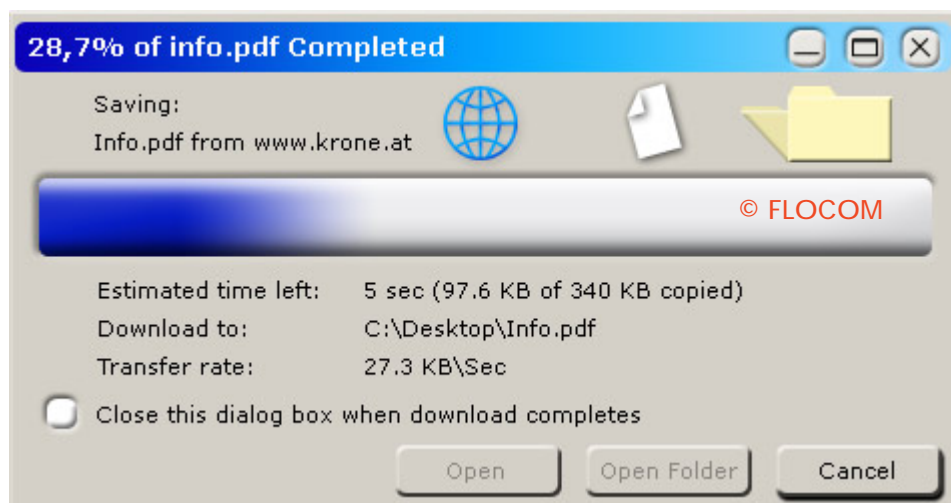 28,7% of info.pdf Completed
Saving:
Info.pdf from www.krone.at
© FLOCOM
Estimated time left: 5 sec (97.6 KB of 340 KB copied)
Download to: C:\Desktop\Info.pdf
Transfer rate: 27.3 KB\Sec
Close this dialog box when download completes
Open Open Folder Cancel